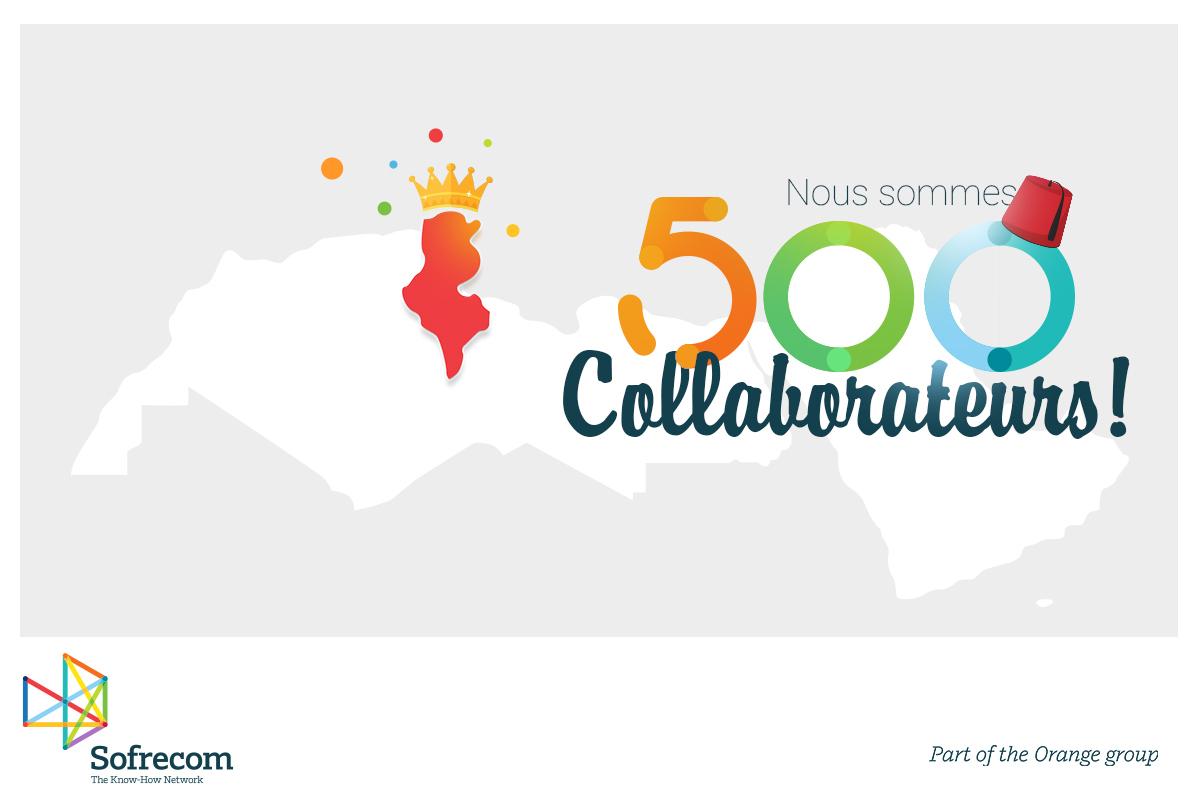 Nous sommes
500
Collaborateurs!
Sofrecom
The Know-How Network
Part of the Orange group